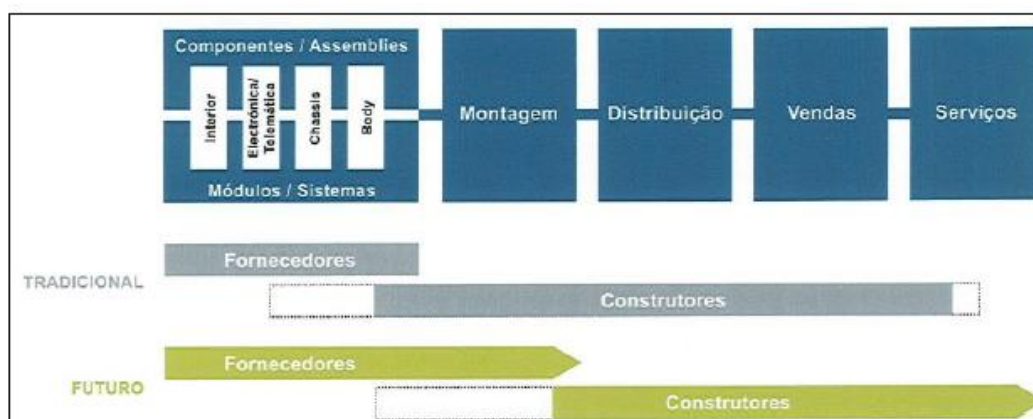 Componentes / Assemblies
Interior
Electrónica/
Telemática
Chassis
Body
Módulos / Sistemas
Montagem
Distribuição
Vendas
Serviços
Fornecedores
TRADICIONAL
Construtores
Fornecedores
FUTURO
Construtores